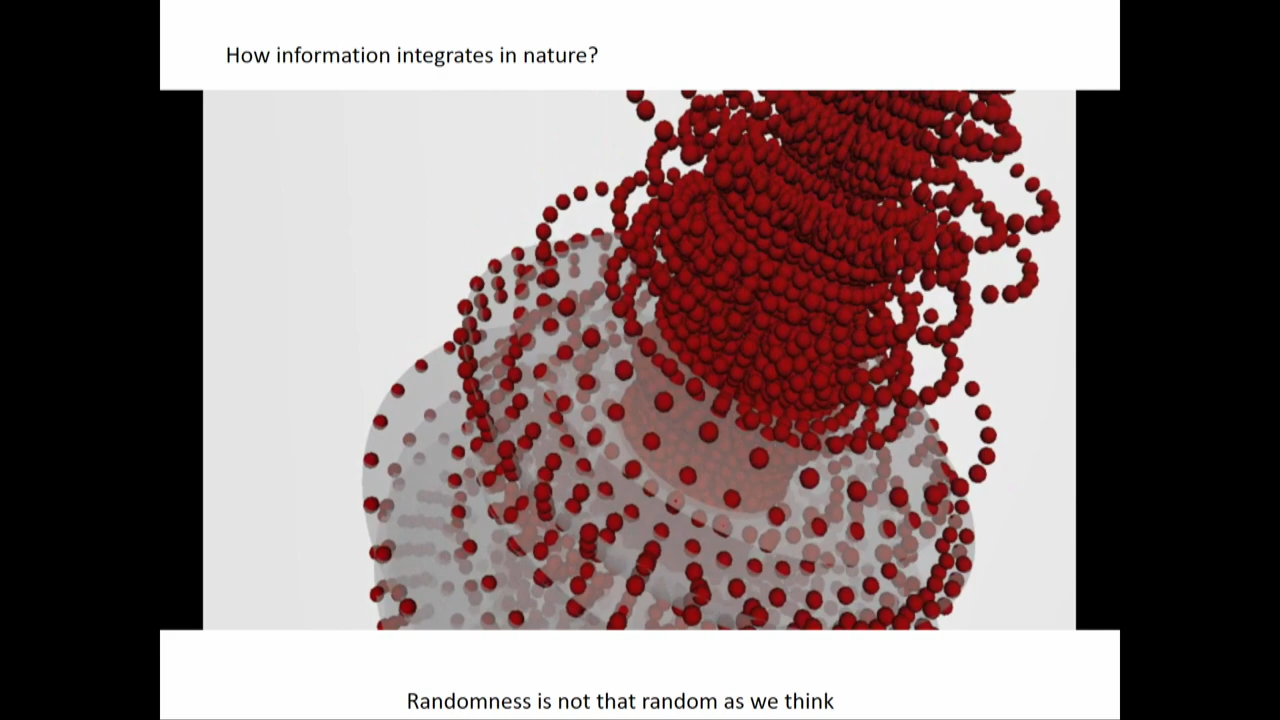 How information integrates in nature?
Randomness is not that random as we think